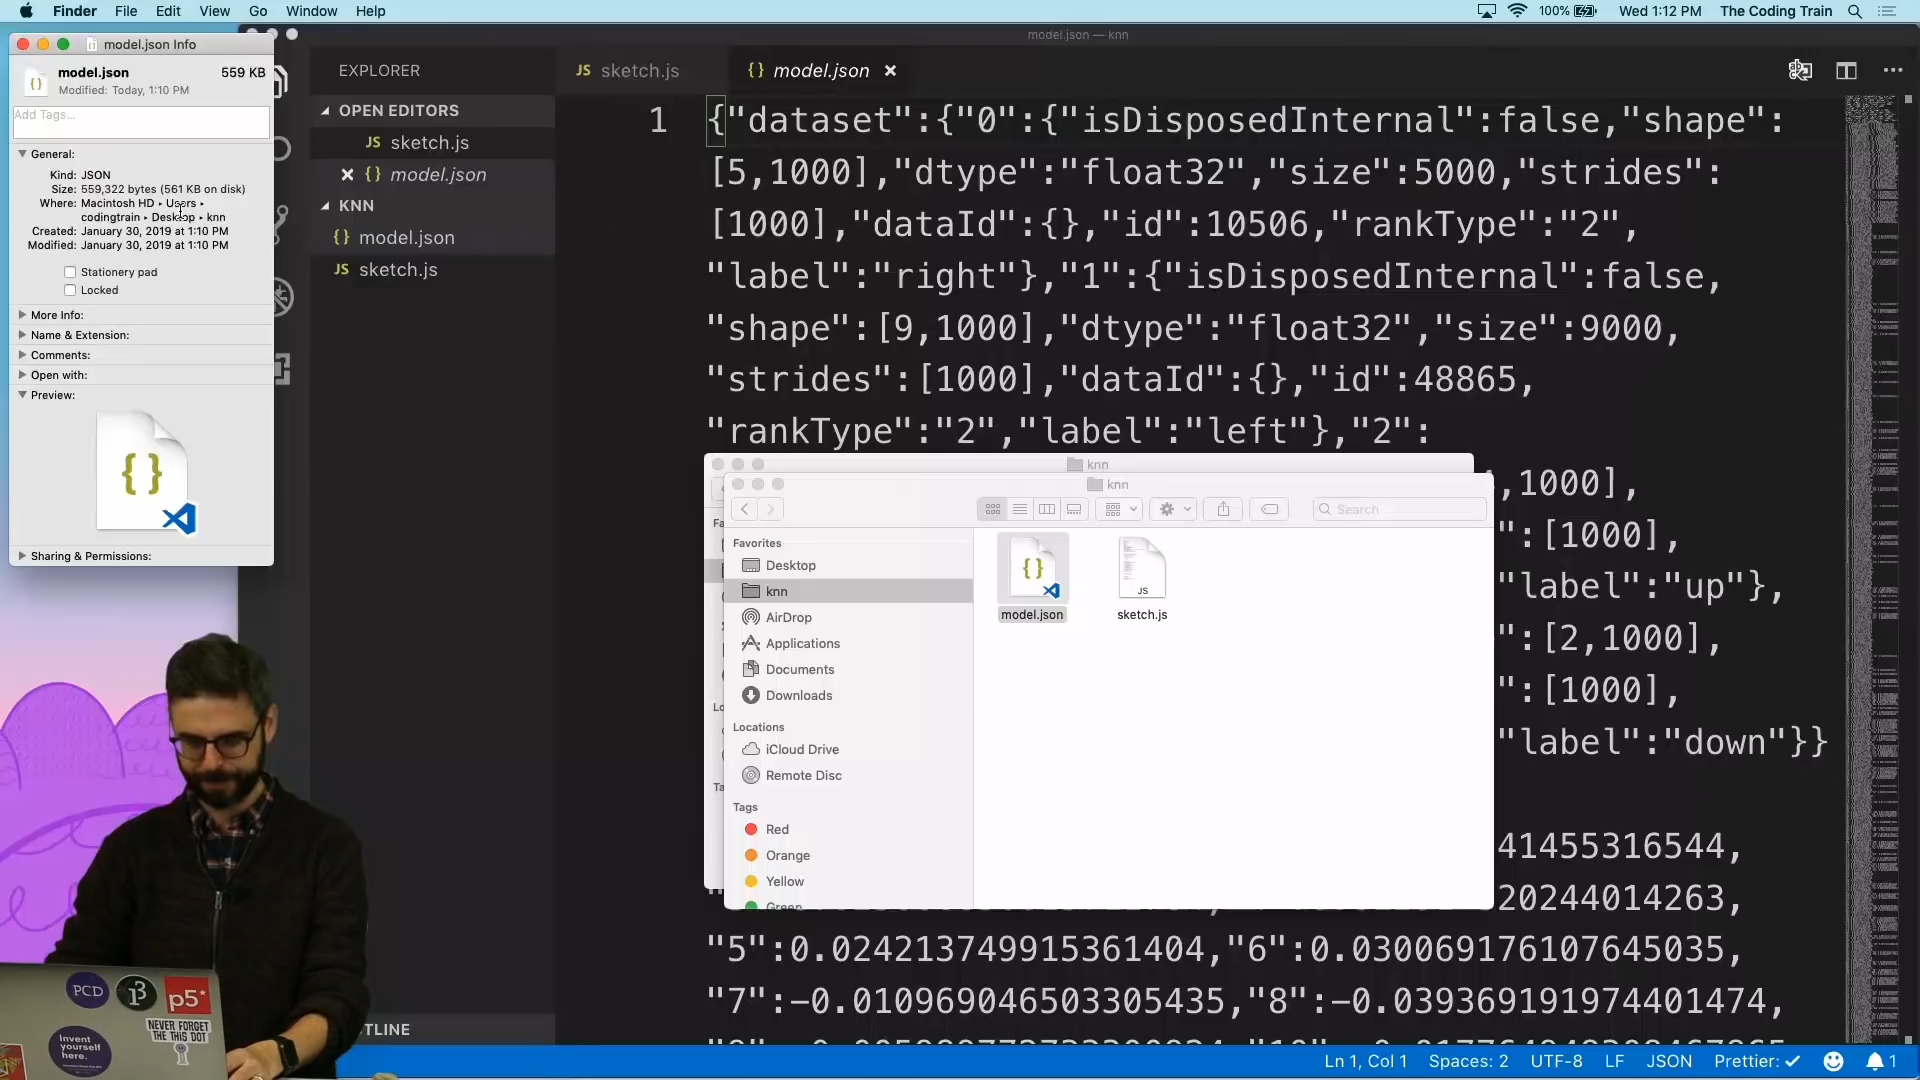 Finder File Edit View Go Window Help
100% Wed 1:12 PM The Coding Train
model.json Info
model.json 559 KB
Modified: Today, 1:10 PM
Add Tags...
General:
Kind: JSON
Size: 559,322 bytes (561 KB on disk)
Where: Macintosh HD ▸ Users ▸
codingtrain ▸ Desktop ▸ knn
Created: January 30, 2019 at 1:10 PM
Modified: January 30, 2019 at 1:10 PM
Stationery pad
Locked
More Info:
Name & Extension:
Comments:
Open with:
Preview:
{}
Sharing & Permissions:
model.json — knn
EXPLORER
OPEN EDITORS
JS sketch.js
{} model.json
KNN
{} model.json
JS sketch.js
TLINE
JS sketch.js
{} model.json
1
{"dataset":{"0":{"isDisposedInternal":false,"shape":
[5,1000],"dtype":"float32","size":5000,"strides":
[1000],"dataId":{},"id":10506,"rankType":"2",
"label":"right"},"1":{"isDisposedInternal":false,
"shape":[9,1000],"dtype":"float32","size":9000,
"strides":[1000],"dataId":{},"id":48865,
"rankType":"2","label":"left"},"2":
,1000],
":[1000],
"label":"up"},
":[2,1000],
":[1000],
"label":"down"}}
41455316544,
20244014263,
"5":0.024213749915361404,"6":0.030069176107645035,
"7":-0.010969046503305435,"8":-0.039369191974401474,
knn
knn
Search
Favorites
Desktop
knn
AirDrop
Applications
Documents
Downloads
Locations
iCloud Drive
Remote Disc
Tags
Red
Orange
Yellow
Green
{}
model.json
JS
sketch.js
Fa
Lo
Ta
PCD
p5*
NEVER FORGET
THE THIS DOT
Invent
yourself
here.
Ln 1, Col 1 Spaces: 2 UTF-8 LF JSON Prettier: ✓ 1